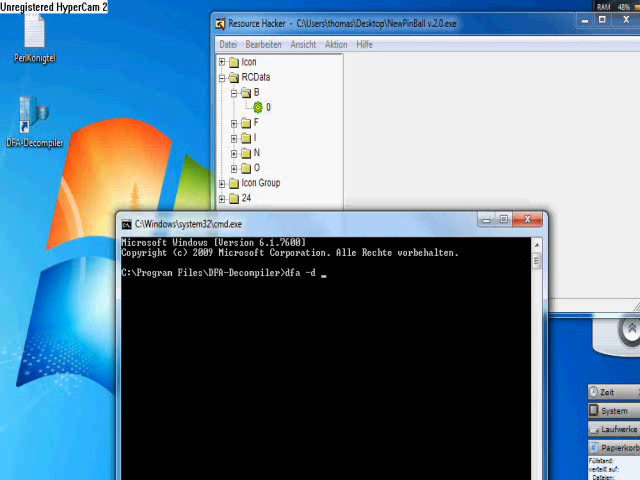 Unregistered HyperCam 2
RAM 48%
PerlKönigtel
DFA-Decompiler
Resource Hacker - C:\Users\thomas\Desktop\NewPinBall v.2.0.exe
Datei Bearbeiten Ansicht Aktion Hilfe
Icon
RCData
B
0
F
I
N
O
Icon Group
24
C:\Windows\system32\cmd.exe
Microsoft Windows [Version 6.1.7600]
Copyright (c) 2009 Microsoft Corporation. Alle Rechte vorbehalten.
C:\Program Files\DFA-Decompiler>dfa -d _
Zeit
System
Laufwerke
Papierkorb
Füllstand:
verteilt auf:
Dateien: